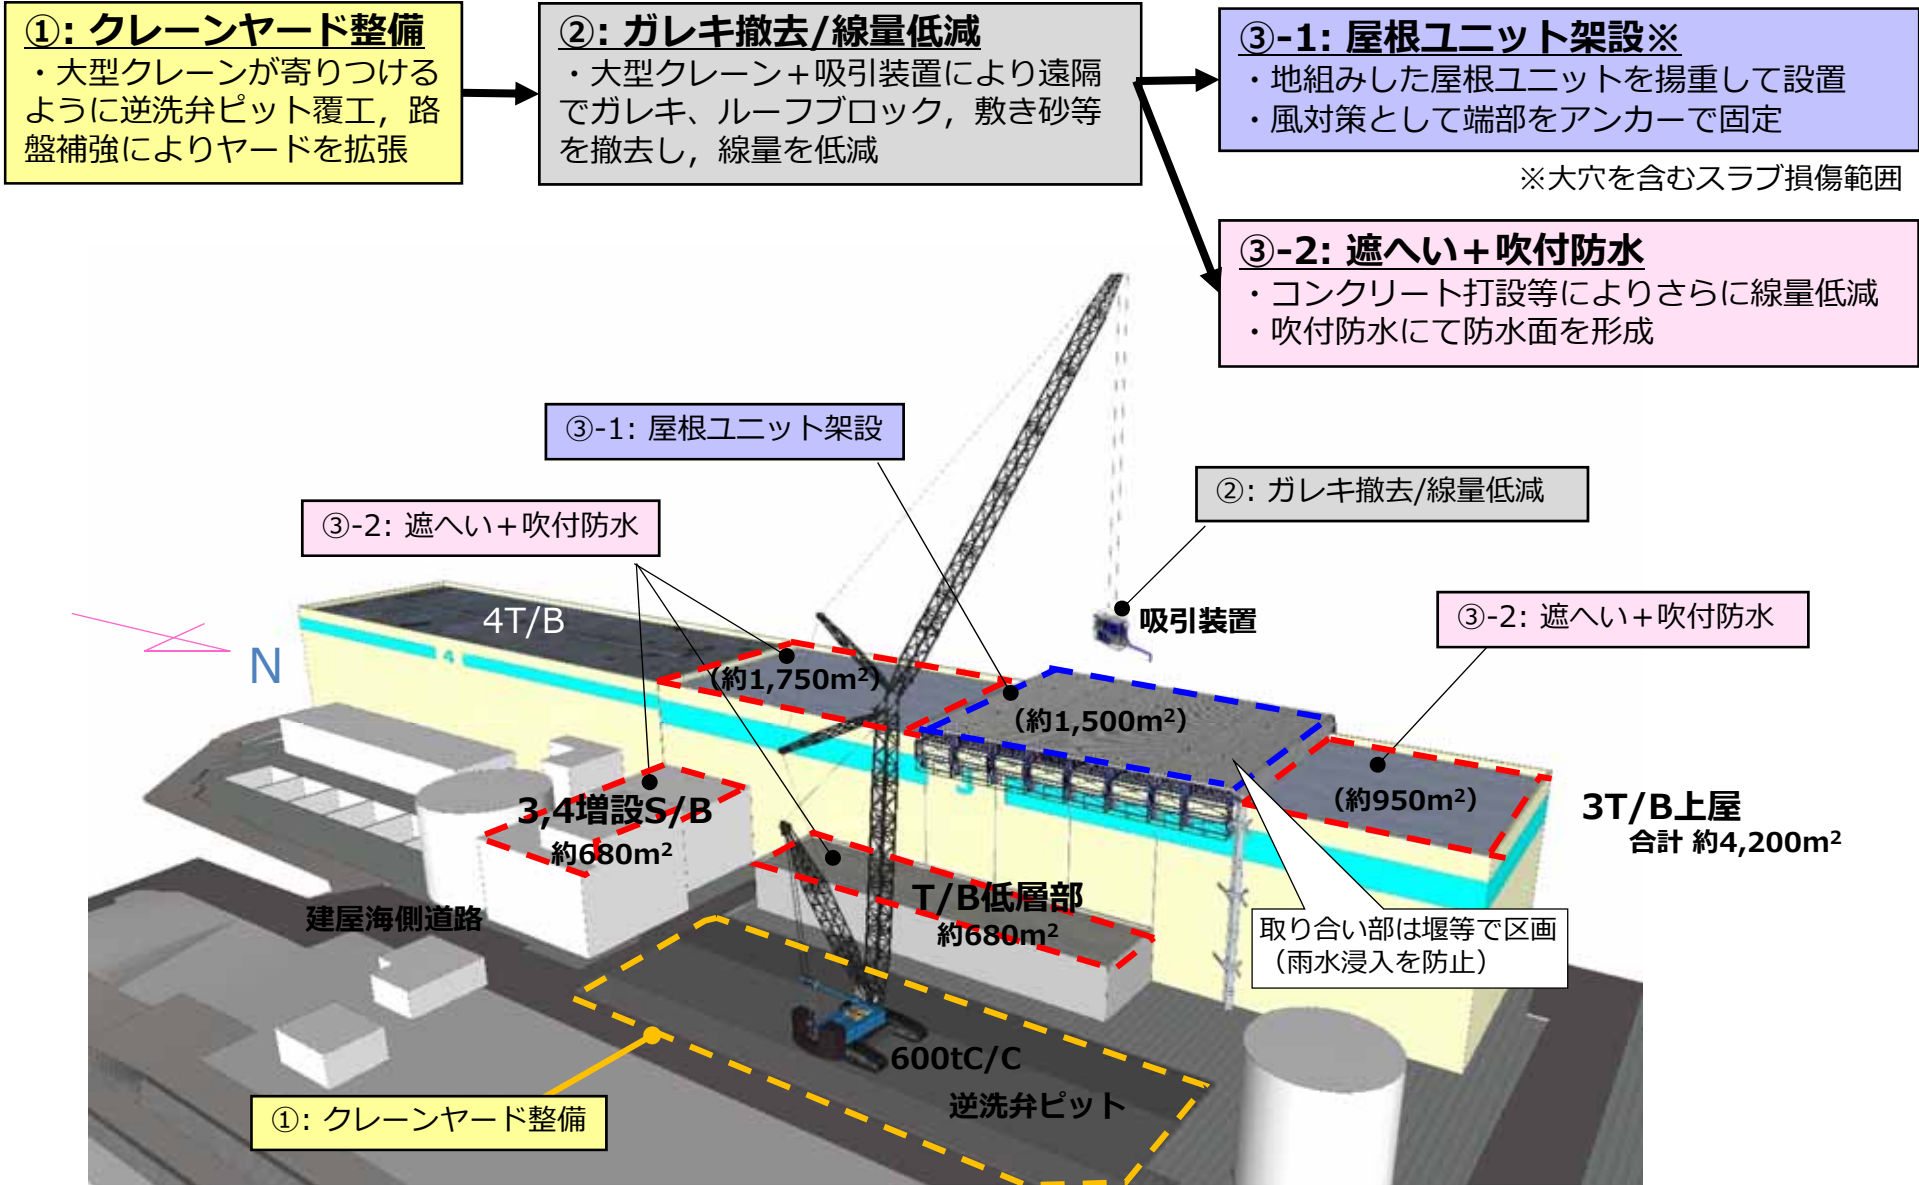 ①: クレーンヤード整備
・大型クレーンが寄りつける
ように逆洗弁ピット覆工，路
盤補強によりヤードを拡張
②: ガレキ撤去/線量低減
・大型クレーン＋吸引装置により遠隔
でガレキ、ルーフブロック，敷き砂等
を撤去し，線量を低減
③-1: 屋根ユニット架設※
・地組みした屋根ユニットを揚重して設置
・風対策として端部をアンカーで固定
※大穴を含むスラブ損傷範囲
③-2: 遮へい＋吹付防水
・コンクリート打設等によりさらに線量低減
・吹付防水にて防水面を形成
③-1: 屋根ユニット架設
②: ガレキ撤去/線量低減
③-2: 遮へい＋吹付防水
③-2: 遮へい＋吹付防水
吸引装置
4T/B
N
4
（約1,750m²）
（約1,500m²）
（約950m²）
3
3T/B上屋
合計 約4,200m²
3,4増設S/B
約680m²
T/B低層部
約680m²
建屋海側道路
取り合い部は堰等で区画
（雨水浸入を防止）
600tC/C
逆洗弁ピット
①: クレーンヤード整備